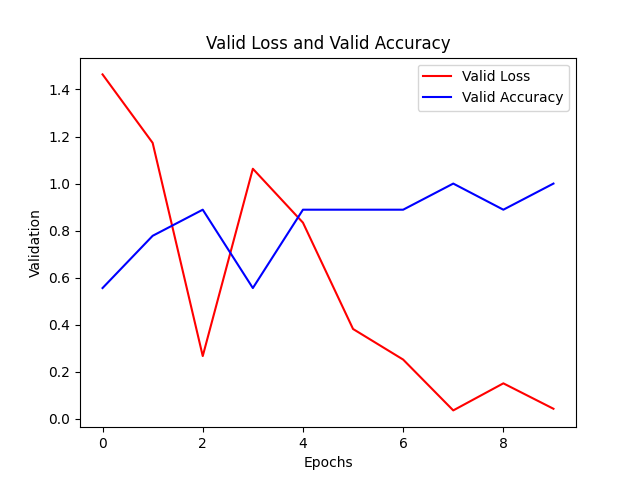 Valid Loss and Valid Accuracy
Valid Loss
Valid Accuracy
1.4
1.2
1.0
0.8
0.6
0.4
0.2
0.0
Validation
0 2 4 6 8
Epochs